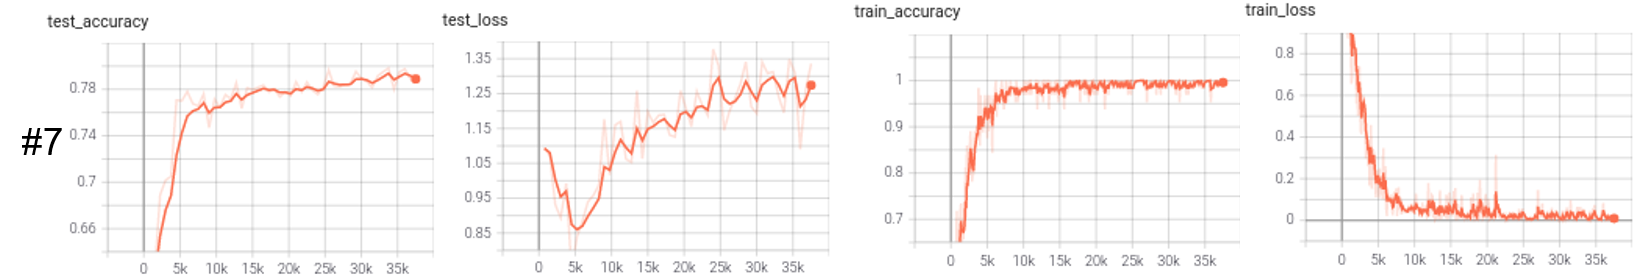 #7
test_accuracy
0.78
0.74
0.7
0.66
0 5k 10k 15k 20k 25k 30k 35k
test_loss
1.35
1.25
1.15
1.05
0.95
0.85
0 5k 10k 15k 20k 25k 30k 35k
train_accuracy
1
0.9
0.8
0.7
0 5k 10k 15k 20k 25k 30k 35k
train_loss
0.8
0.6
0.4
0.2
0
0 5k 10k 15k 20k 25k 30k 35k